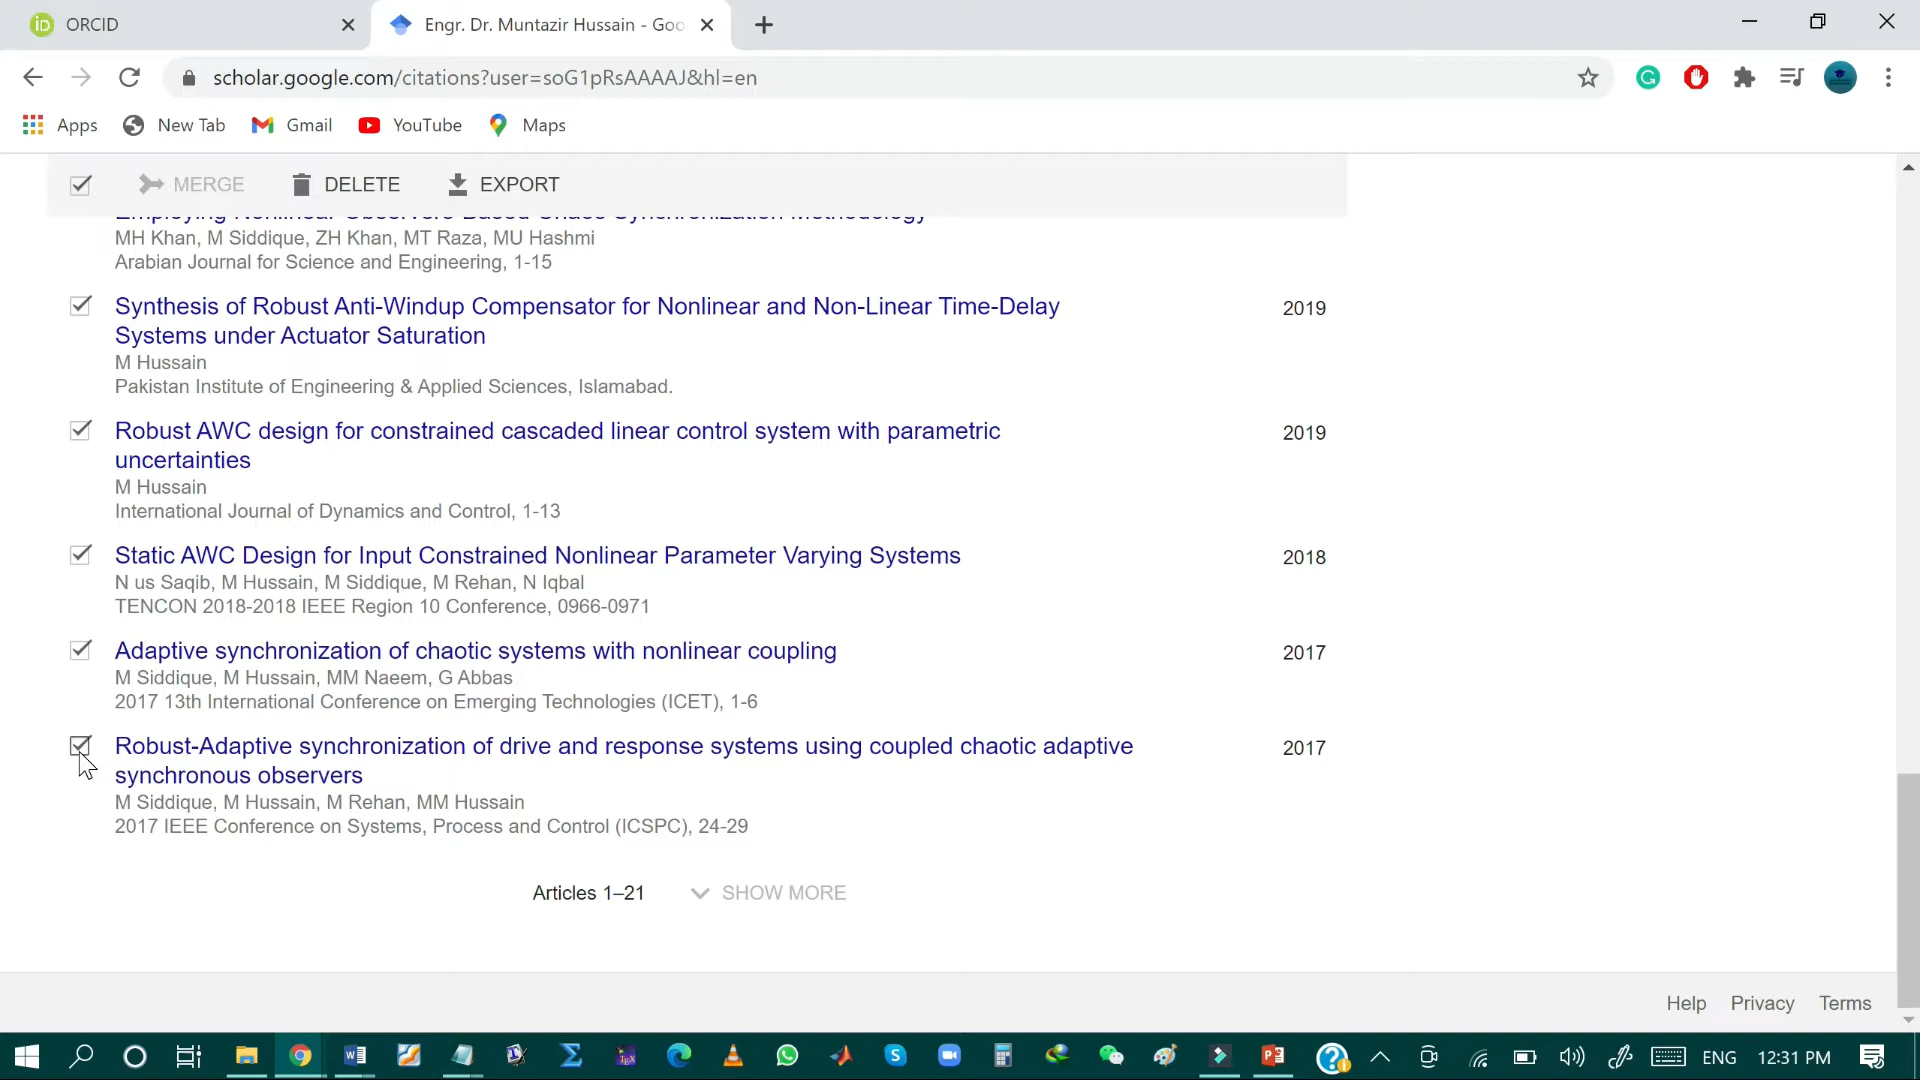 ORCID
Engr. Dr. Muntazir Hussain - Goo
scholar.google.com/citations?user=soG1pRsAAAAJ&hl=en
Apps
New Tab
Gmail
YouTube
Maps
MERGE
DELETE
EXPORT
Employing Nonlinear Observers Based Chaos Synchronization Methodology
MH Khan, M Siddique, ZH Khan, MT Raza, MU Hashmi
Arabian Journal for Science and Engineering, 1-15
Synthesis of Robust Anti-Windup Compensator for Nonlinear and Non-Linear Time-Delay 2019
Systems under Actuator Saturation
M Hussain
Pakistan Institute of Engineering & Applied Sciences, Islamabad.
Robust AWC design for constrained cascaded linear control system with parametric 2019
uncertainties
M Hussain
International Journal of Dynamics and Control, 1-13
Static AWC Design for Input Constrained Nonlinear Parameter Varying Systems 2018
N us Saqib, M Hussain, M Siddique, M Rehan, N Iqbal
TENCON 2018-2018 IEEE Region 10 Conference, 0966-0971
Adaptive synchronization of chaotic systems with nonlinear coupling 2017
M Siddique, M Hussain, MM Naeem, G Abbas
2017 13th International Conference on Emerging Technologies (ICET), 1-6
Robust-Adaptive synchronization of drive and response systems using coupled chaotic adaptive 2017
synchronous observers
M Siddique, M Hussain, M Rehan, MM Hussain
2017 IEEE Conference on Systems, Process and Control (ICSPC), 24-29
Articles 1–21
SHOW MORE
Help
Privacy
Terms
ENG
12:31 PM